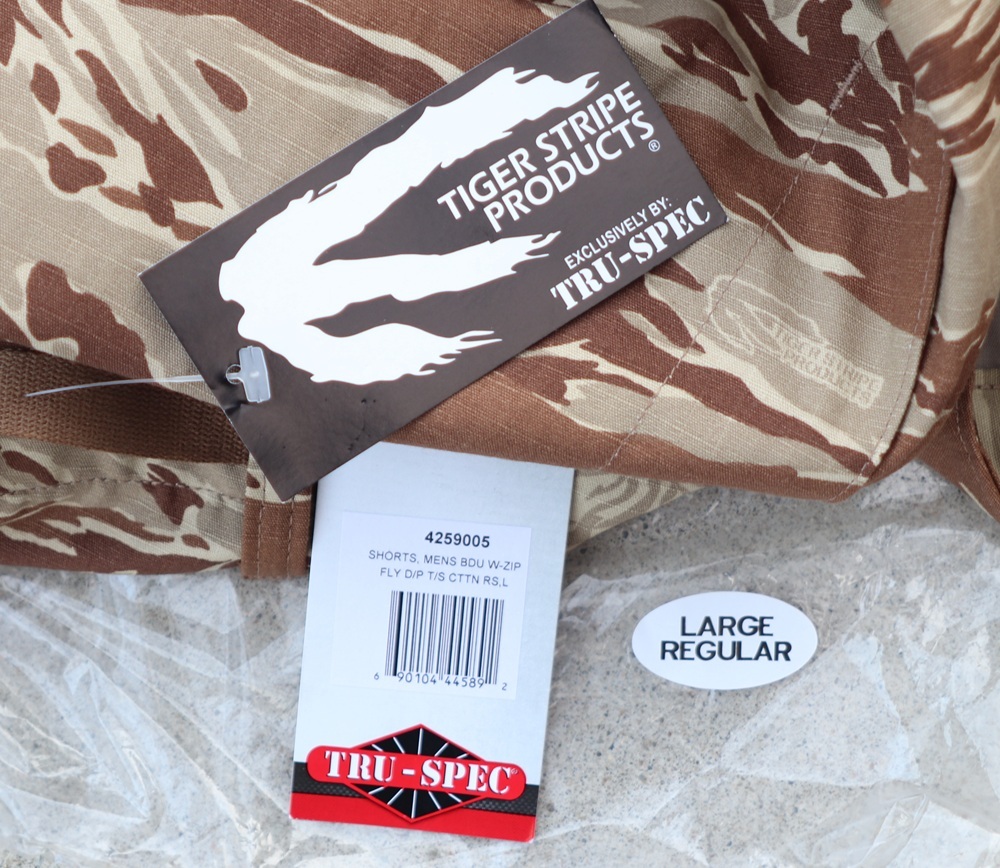 TIGER STRIPE
PRODUCTS®
EXCLUSIVELY BY:
TRU-SPEC
TIGER STRIPE
PRODUCTS
4259005
SHORTS, MENS BDU W-ZIP
FLY D/P T/S CTTN RS,L
6 90104 44589 2
TRU-SPEC®
LARGE
REGULAR